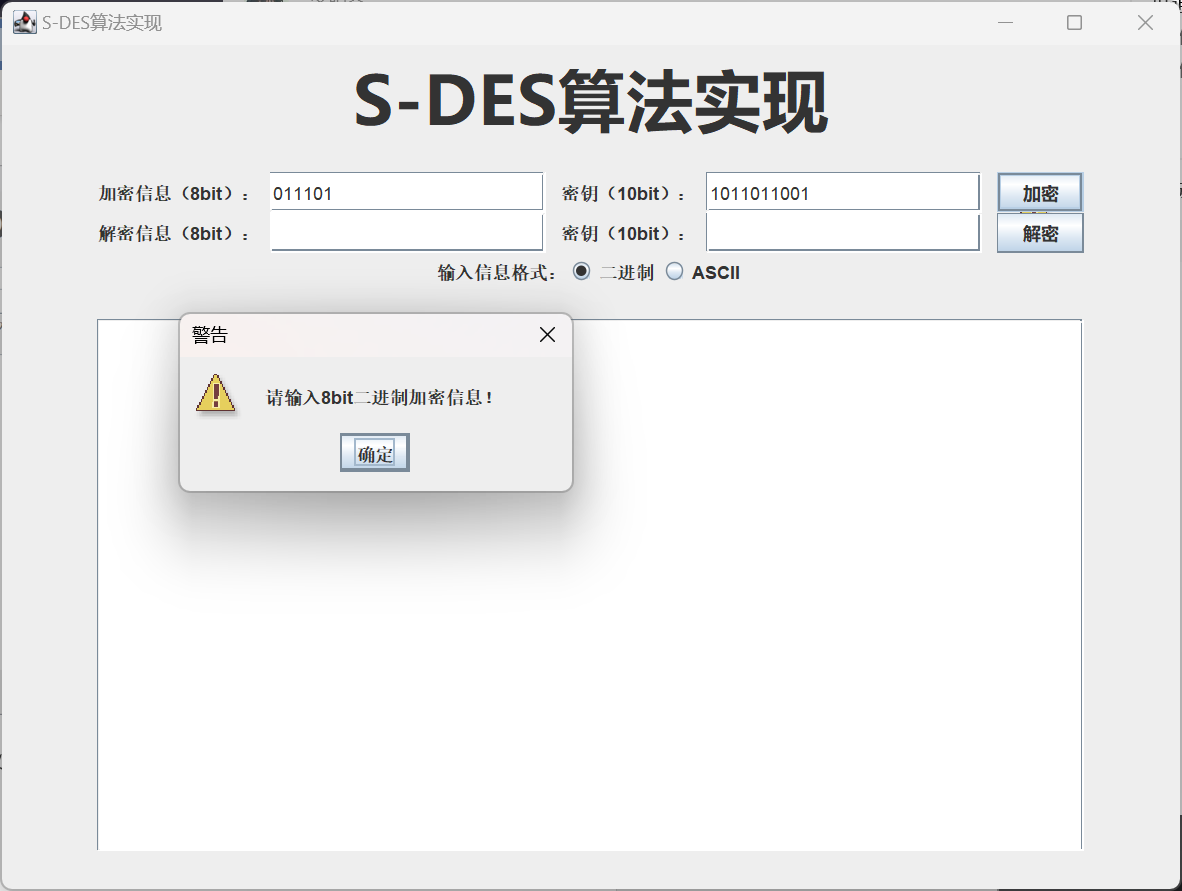 S-DES算法实现
S-DES算法实现
加密信息（8bit）： 011101 密钥（10bit）： 1011011001 加密
解密信息（8bit）： 密钥（10bit）： 解密
输入信息格式： 二进制 ASCII
警告
请输入8bit二进制加密信息！
确定